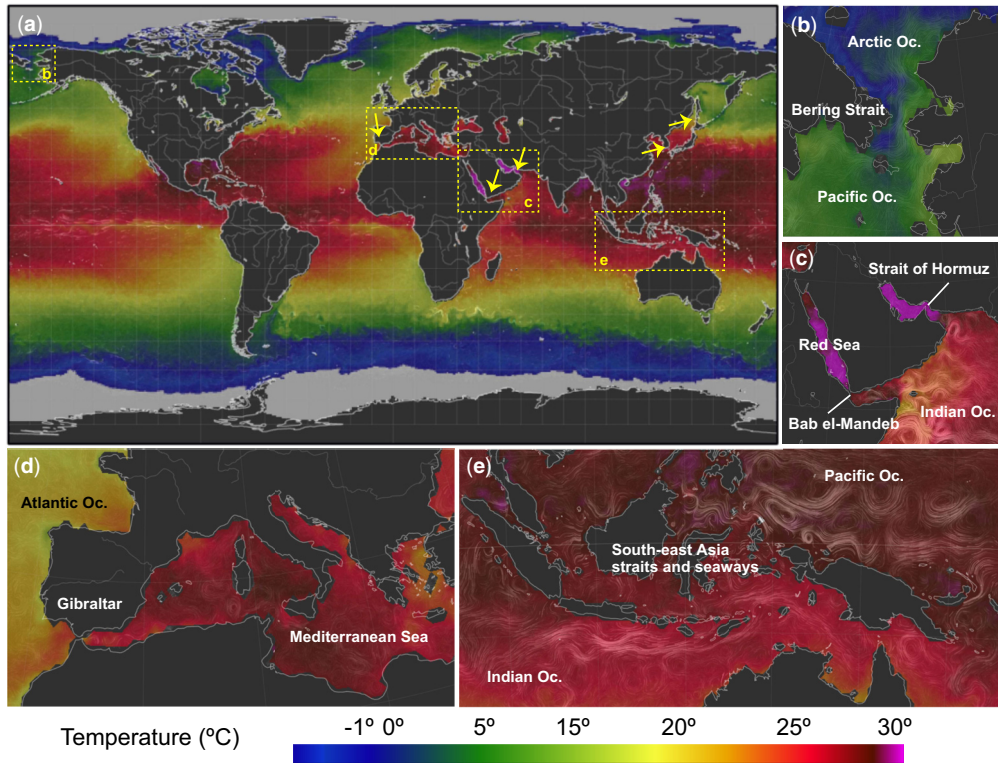 (a)
b
d
c
e
(b)
Arctic Oc.
Bering Strait
Pacific Oc.
(c)
Strait of Hormuz
Red Sea
Bab el-Mandeb
Indian Oc.
(d)
Atlantic Oc.
Gibraltar
Mediterranean Sea
(e)
Pacific Oc.
South-east Asia
straits and seaways
Indian Oc.
Temperature (ºC)
-1º 0º 5º 15º 20º 25º 30º